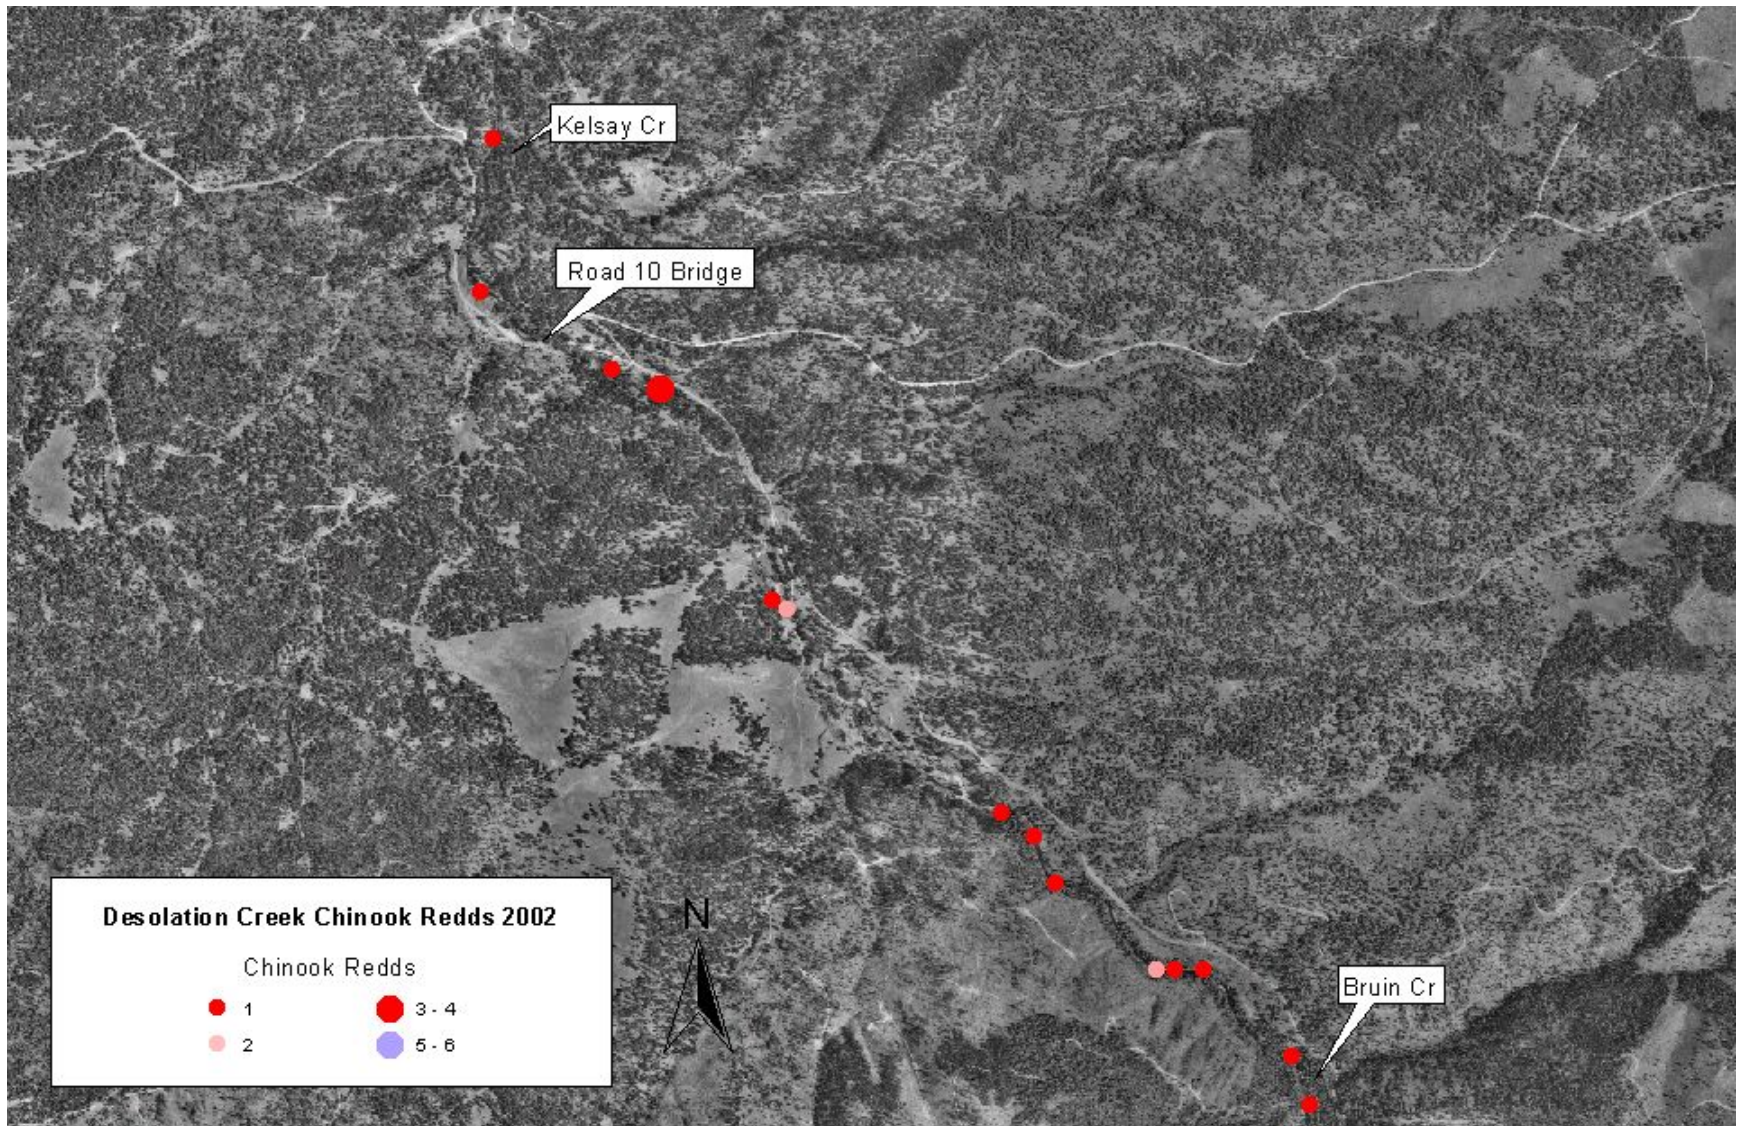 Kelsay Cr
Road 10 Bridge
Bruin Cr
N
Desolation Creek Chinook Redds 2002
Chinook Redds
1
3 - 4
2
5 - 6